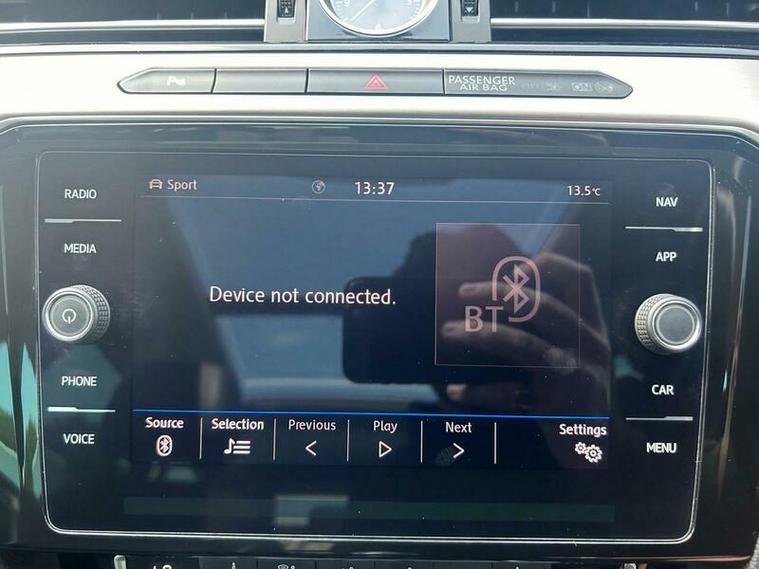 PASSENGER
AIR BAG
RADIO
MEDIA
PHONE
VOICE
Sport
13:37
13.5°C
Device not connected.
BT
Source
Selection
Previous
Play
Next
Settings
NAV
APP
CAR
MENU